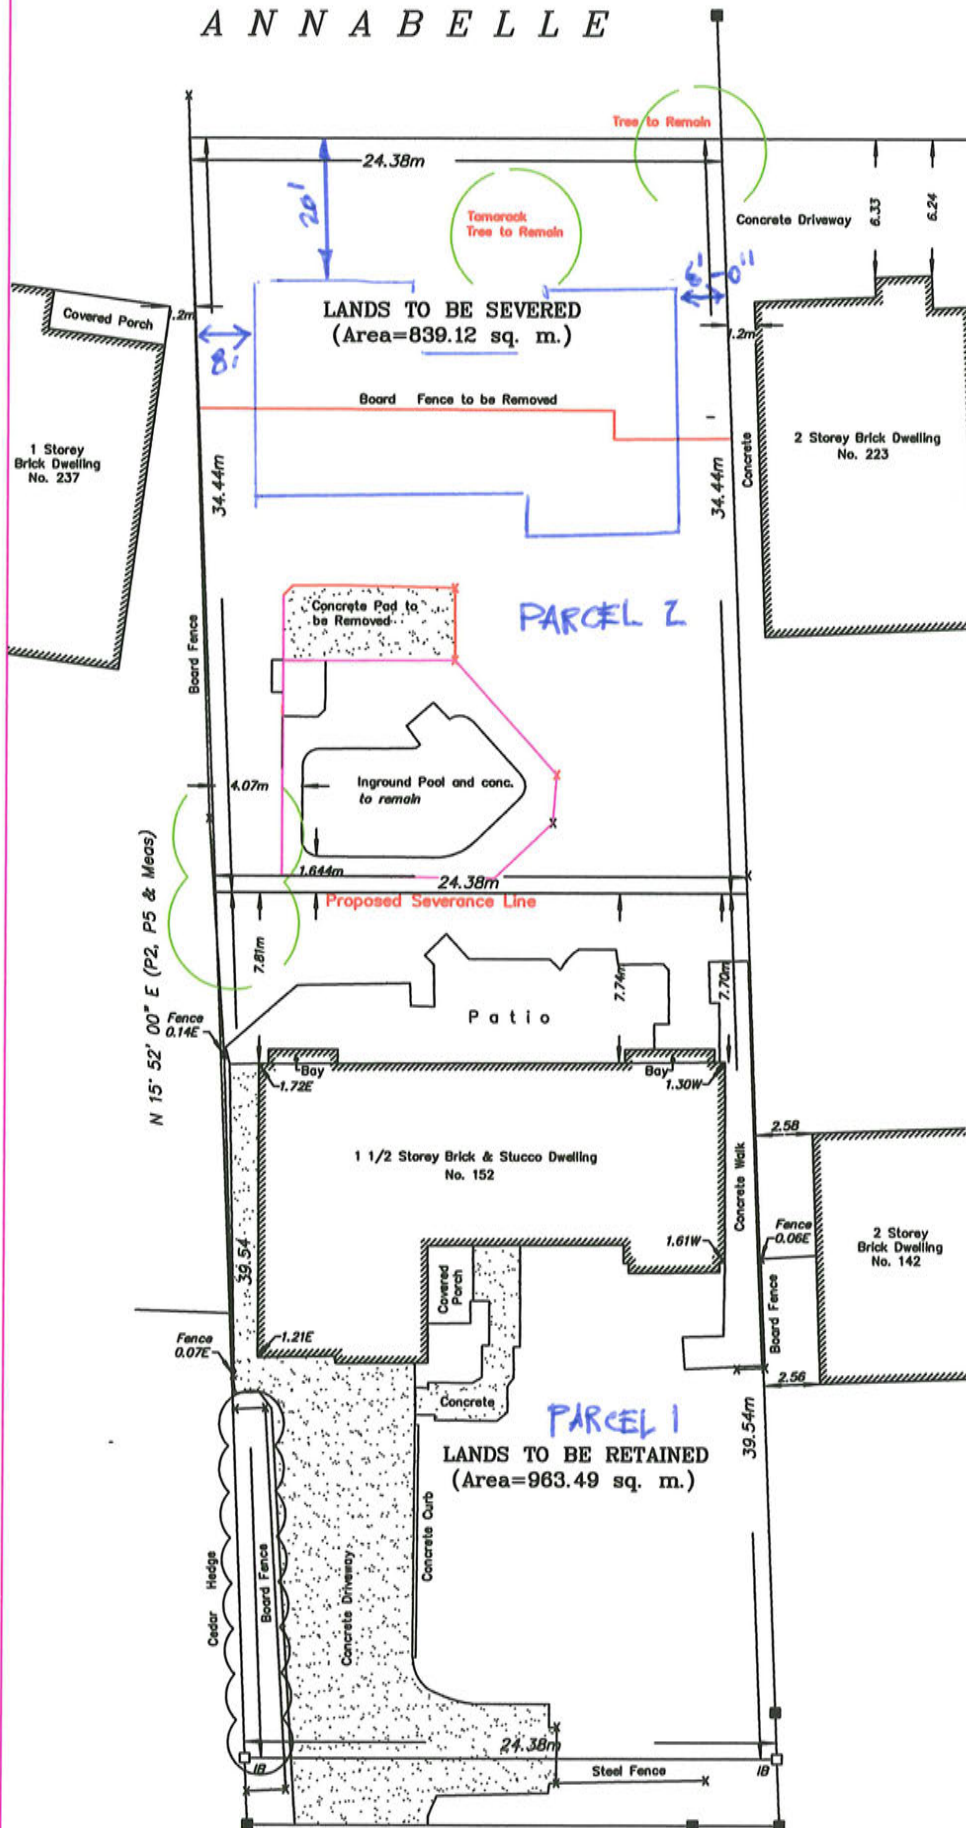 ANNABELLE
Tree to Remain
24.38m
20'
Tamarack
Tree to Remain
Concrete Driveway
6.33
6.24
6'-0"
Covered Porch
.2m
8'
LANDS TO BE SEVERED
(Area=839.12 sq. m.)
1.2m
Board Fence to be Removed
1 Storey
Brick Dwelling
No. 237
34.44m
34.44m
Concrete
2 Storey Brick Dwelling
No. 223
Concrete Pad to
be Removed
PARCEL 2
Board Fence
4.07m
Inground Pool and conc.
to remain
1.644m
24.38m
Proposed Severance Line
N 15° 52' 00" E (P2, P5 & Meas)
7.81m
7.74m
7.70m
Patio
Fence
0.14E
Bay
1.72E
Bay
1.30W
1 1/2 Storey Brick & Stucco Dwelling
No. 152
2.58
Concrete Walk
39.54
1.61W
Fence
0.06E
2 Storey
Brick Dwelling
No. 142
Covered
Porch
Board Fence
Fence
0.07E
1.21E
2.56
Concrete
PARCEL 1
39.54m
LANDS TO BE RETAINED
(Area=963.49 sq. m.)
Concrete Curb
Cedar Hedge
Board Fence
Concrete Driveway
24.38m
IB
Steel Fence
IB